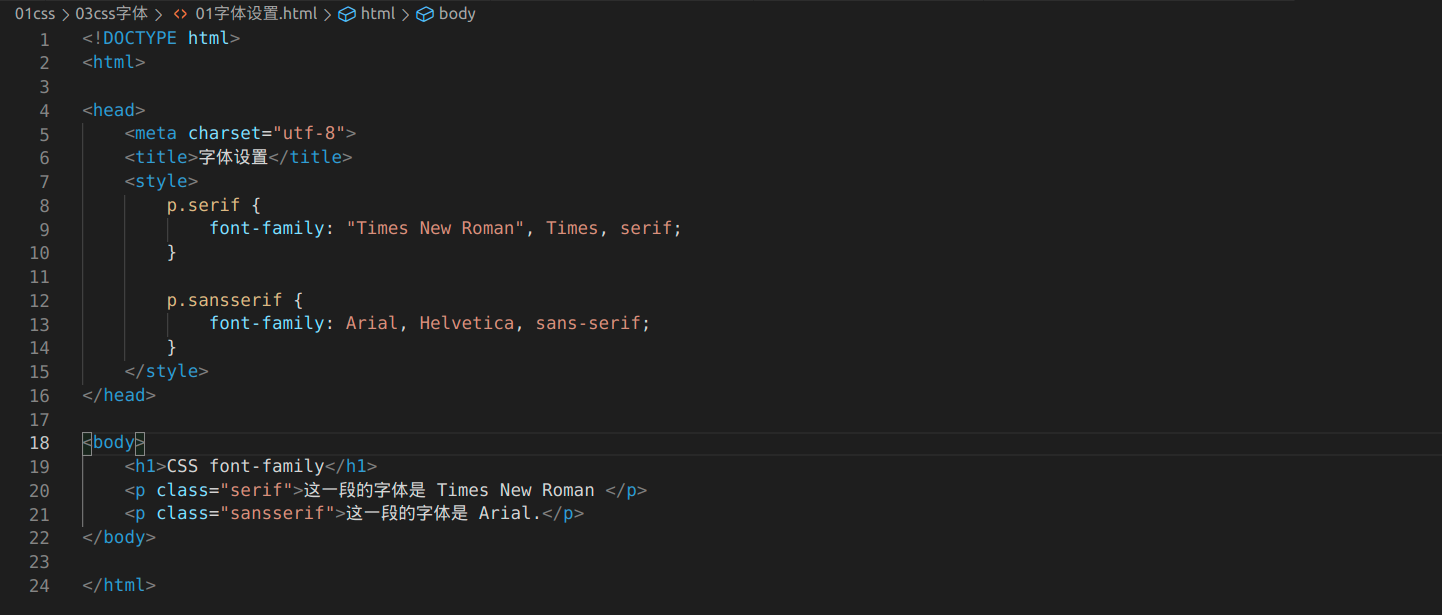 01css > 03css字体 > <> 01字体设置.html > html > body
1 <!DOCTYPE html>
2 <html>
3
4 <head>
5     <meta charset="utf-8">
6     <title>字体设置</title>
7     <style>
8         p.serif {
9             font-family: "Times New Roman", Times, serif;
10         }
11
12         p.sansserif {
13             font-family: Arial, Helvetica, sans-serif;
14         }
15     </style>
16 </head>
17
18 <body>
19     <h1>CSS font-family</h1>
20     <p class="serif">这一段的字体是 Times New Roman </p>
21     <p class="sansserif">这一段的字体是 Arial.</p>
22 </body>
23
24 </html>